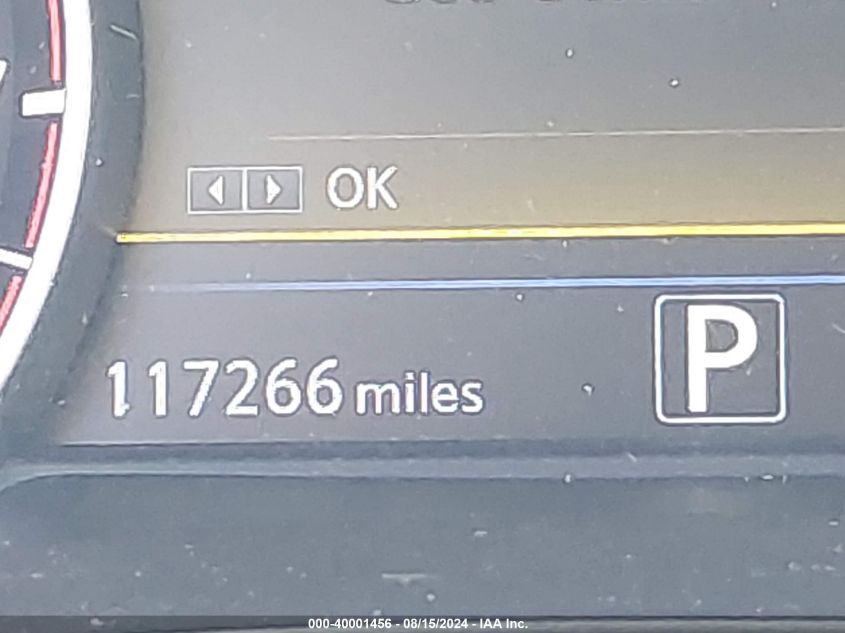 OK
117266 miles
P
000-40001456 - 08/15/2024 - IAA Inc.